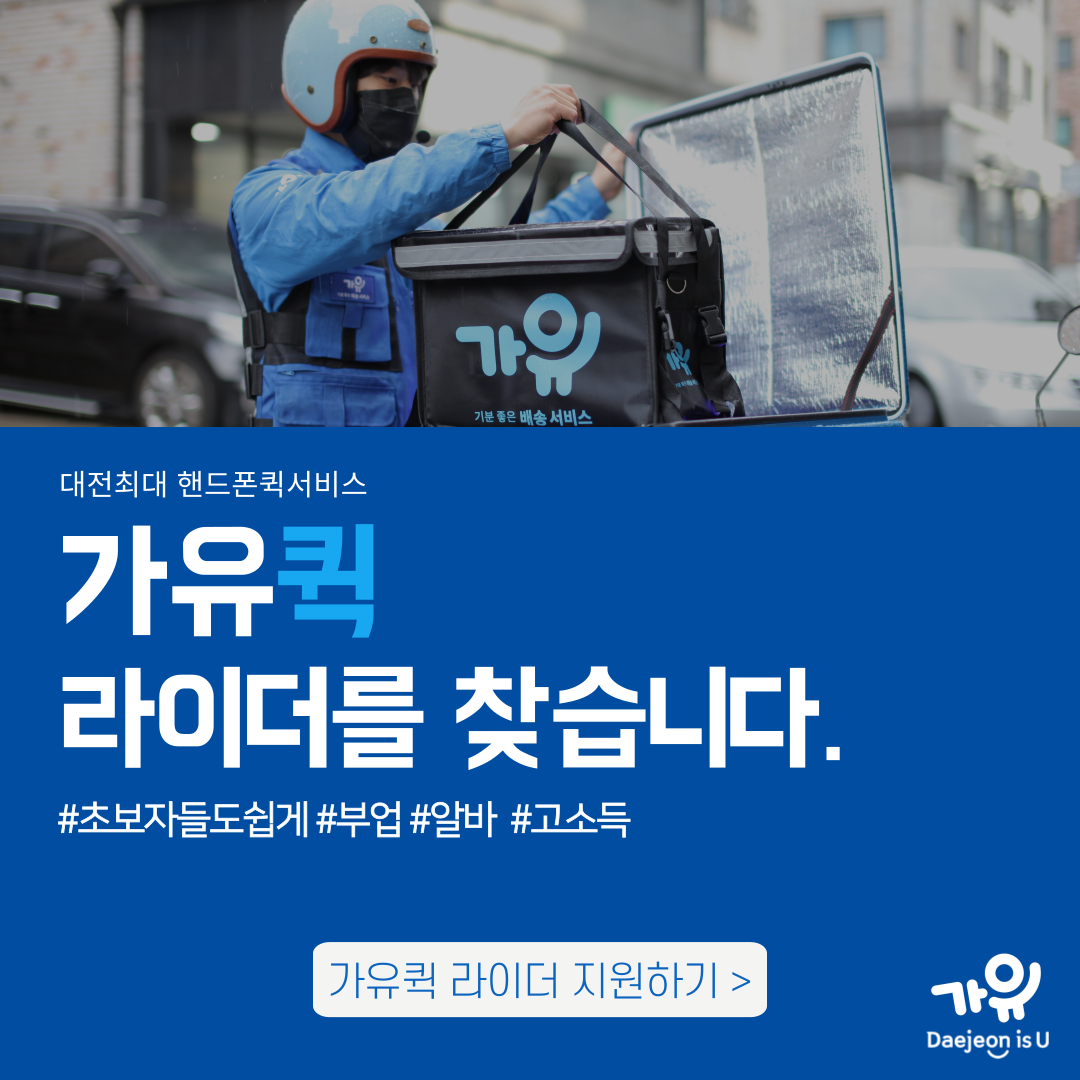 가유
가유
기분 좋은 배송 서비스
대전최대 핸드폰퀵서비스
가유퀵
라이더를 찾습니다.
#초보자들도쉽게 #부업 #알바 #고소득
가유퀵 라이더 지원하기 >
가유
Daejeon is U